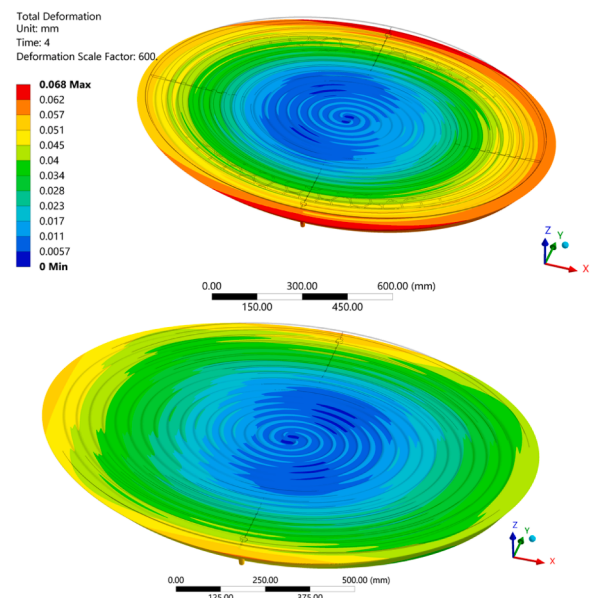 Total Deformation
Unit: mm
Time: 4
Deformation Scale Factor: 600.
0.068 Max
0.062
0.057
0.051
0.045
0.04
0.034
0.028
0.023
0.017
0.011
0.0057
0 Min
Z
Y
X
0.00 300.00 600.00 (mm)
150.00 450.00
Z
Y
X
0.00 250.00 500.00 (mm)
125.00 375.00